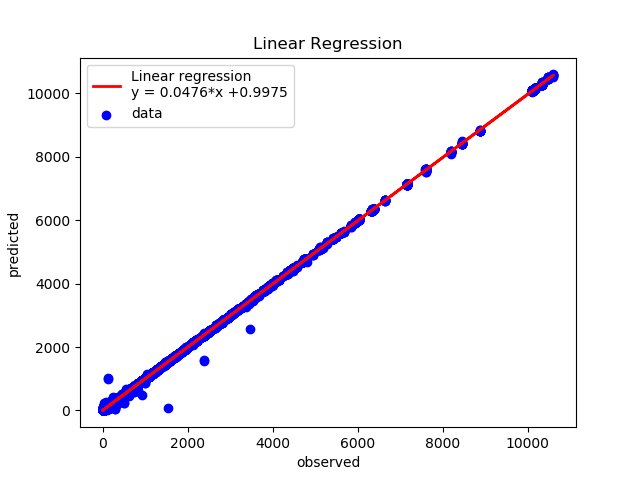 Linear Regression
Linear regression
y = 0.0476*x +0.9975
data
predicted
10000
8000
6000
4000
2000
0
0 2000 4000 6000 8000 10000
observed